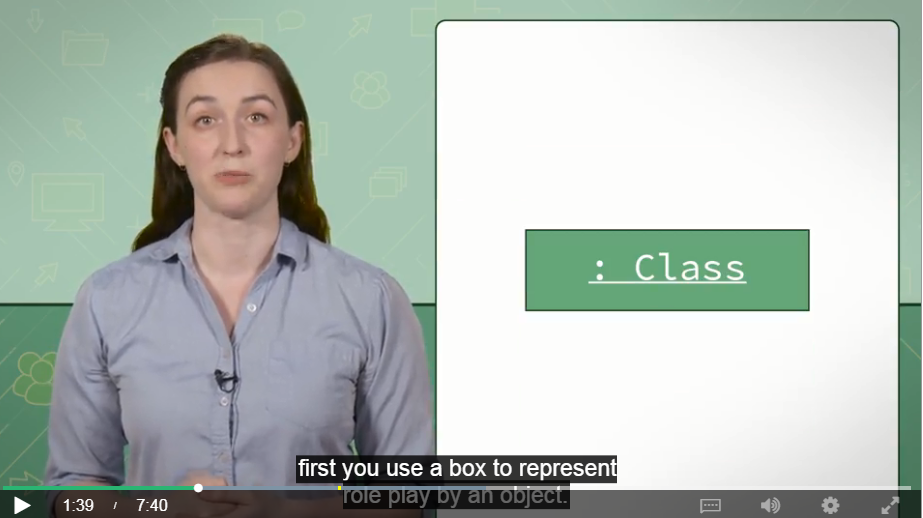 : Class
first you use a box to represent
role play by an object.
1:39 / 7:40